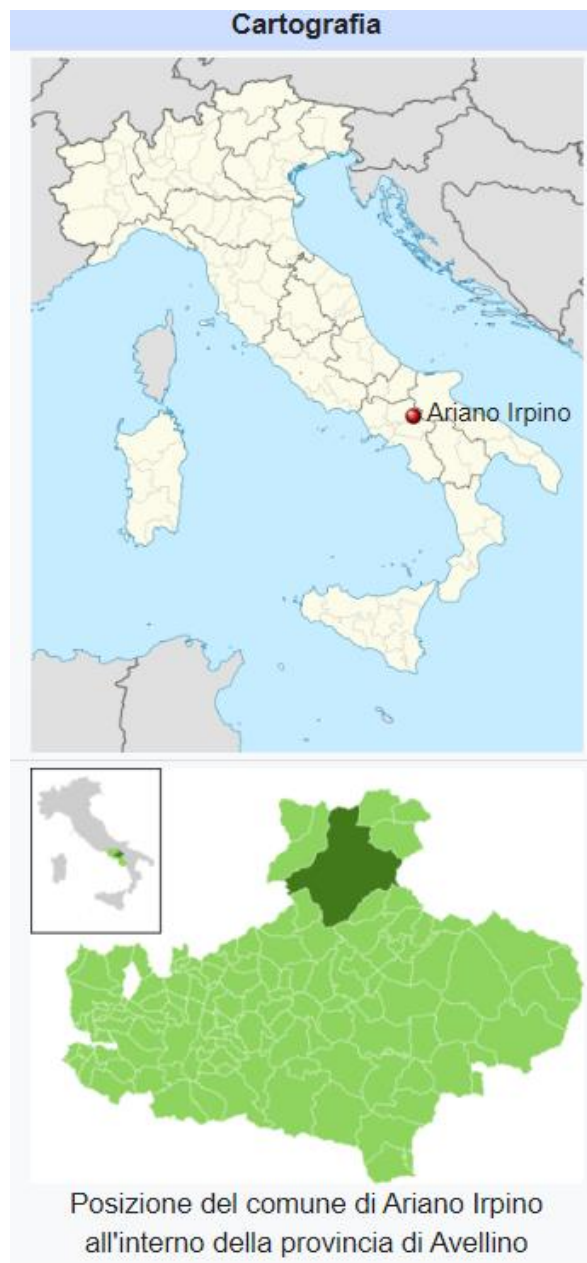 Cartografia
Ariano Irpino
Posizione del comune di Ariano Irpino
all'interno della provincia di Avellino